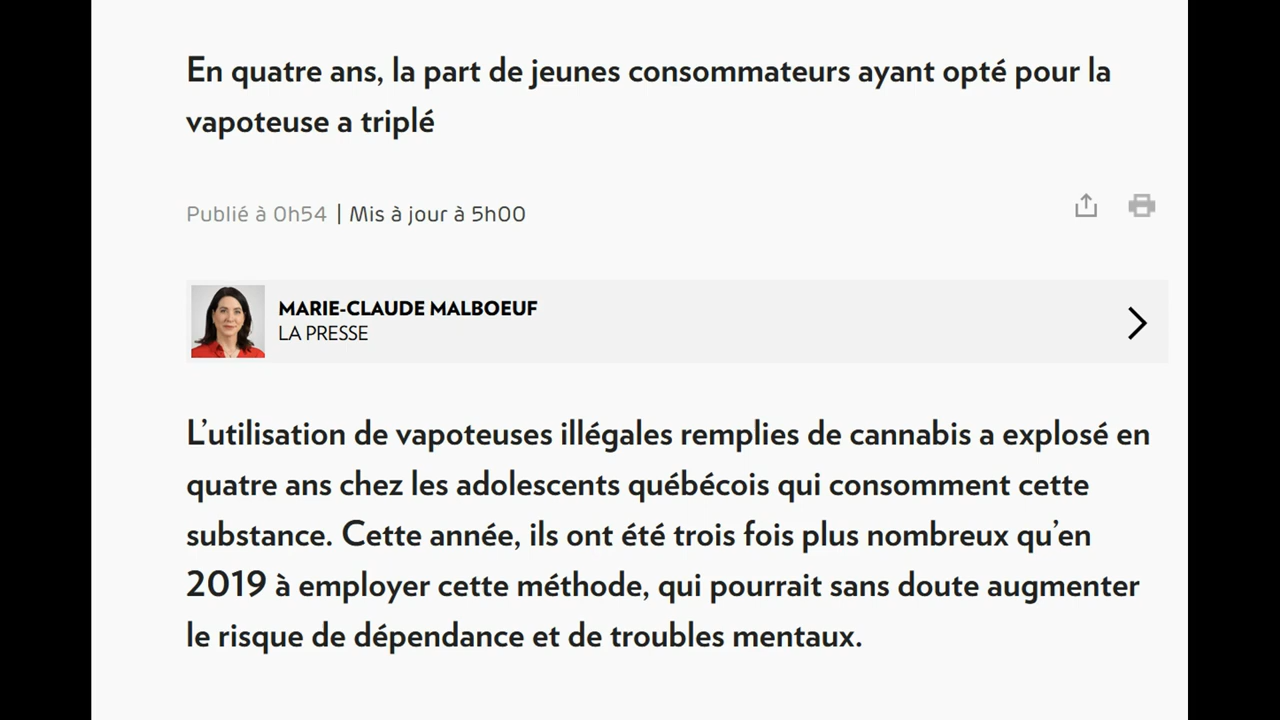 En quatre ans, la part de jeunes consommateurs ayant opté pour la
vapoteuse a triplé
Publié à 0h54 | Mis à jour à 5h00
MARIE-CLAUDE MALBOEUF
LA PRESSE
L’utilisation de vapoteuses illégales remplies de cannabis a explosé en
quatre ans chez les adolescents québécois qui consomment cette
substance. Cette année, ils ont été trois fois plus nombreux qu’en
2019 à employer cette méthode, qui pourrait sans doute augmenter
le risque de dépendance et de troubles mentaux.